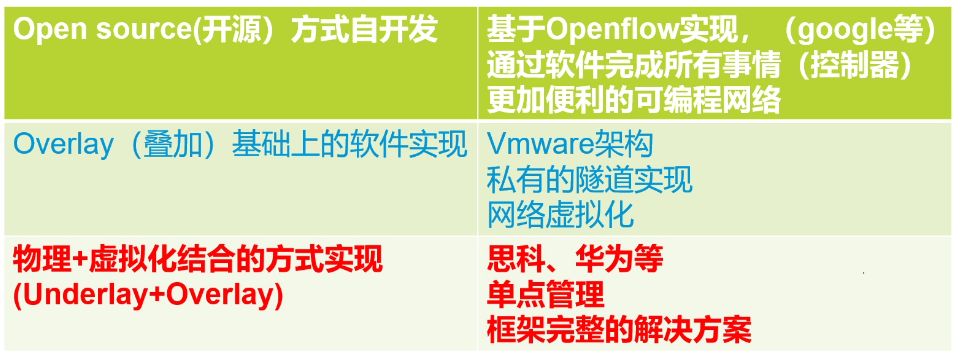 Open source(开源）方式自开发
基于Openflow实现，（google等）
通过软件完成所有事情（控制器）
更加便利的可编程网络
Overlay（叠加）基础上的软件实现
Vmware架构
私有的隧道实现
网络虚拟化
物理+虚拟化结合的方式实现
(Underlay+Overlay)
思科、华为等
单点管理
框架完整的解决方案